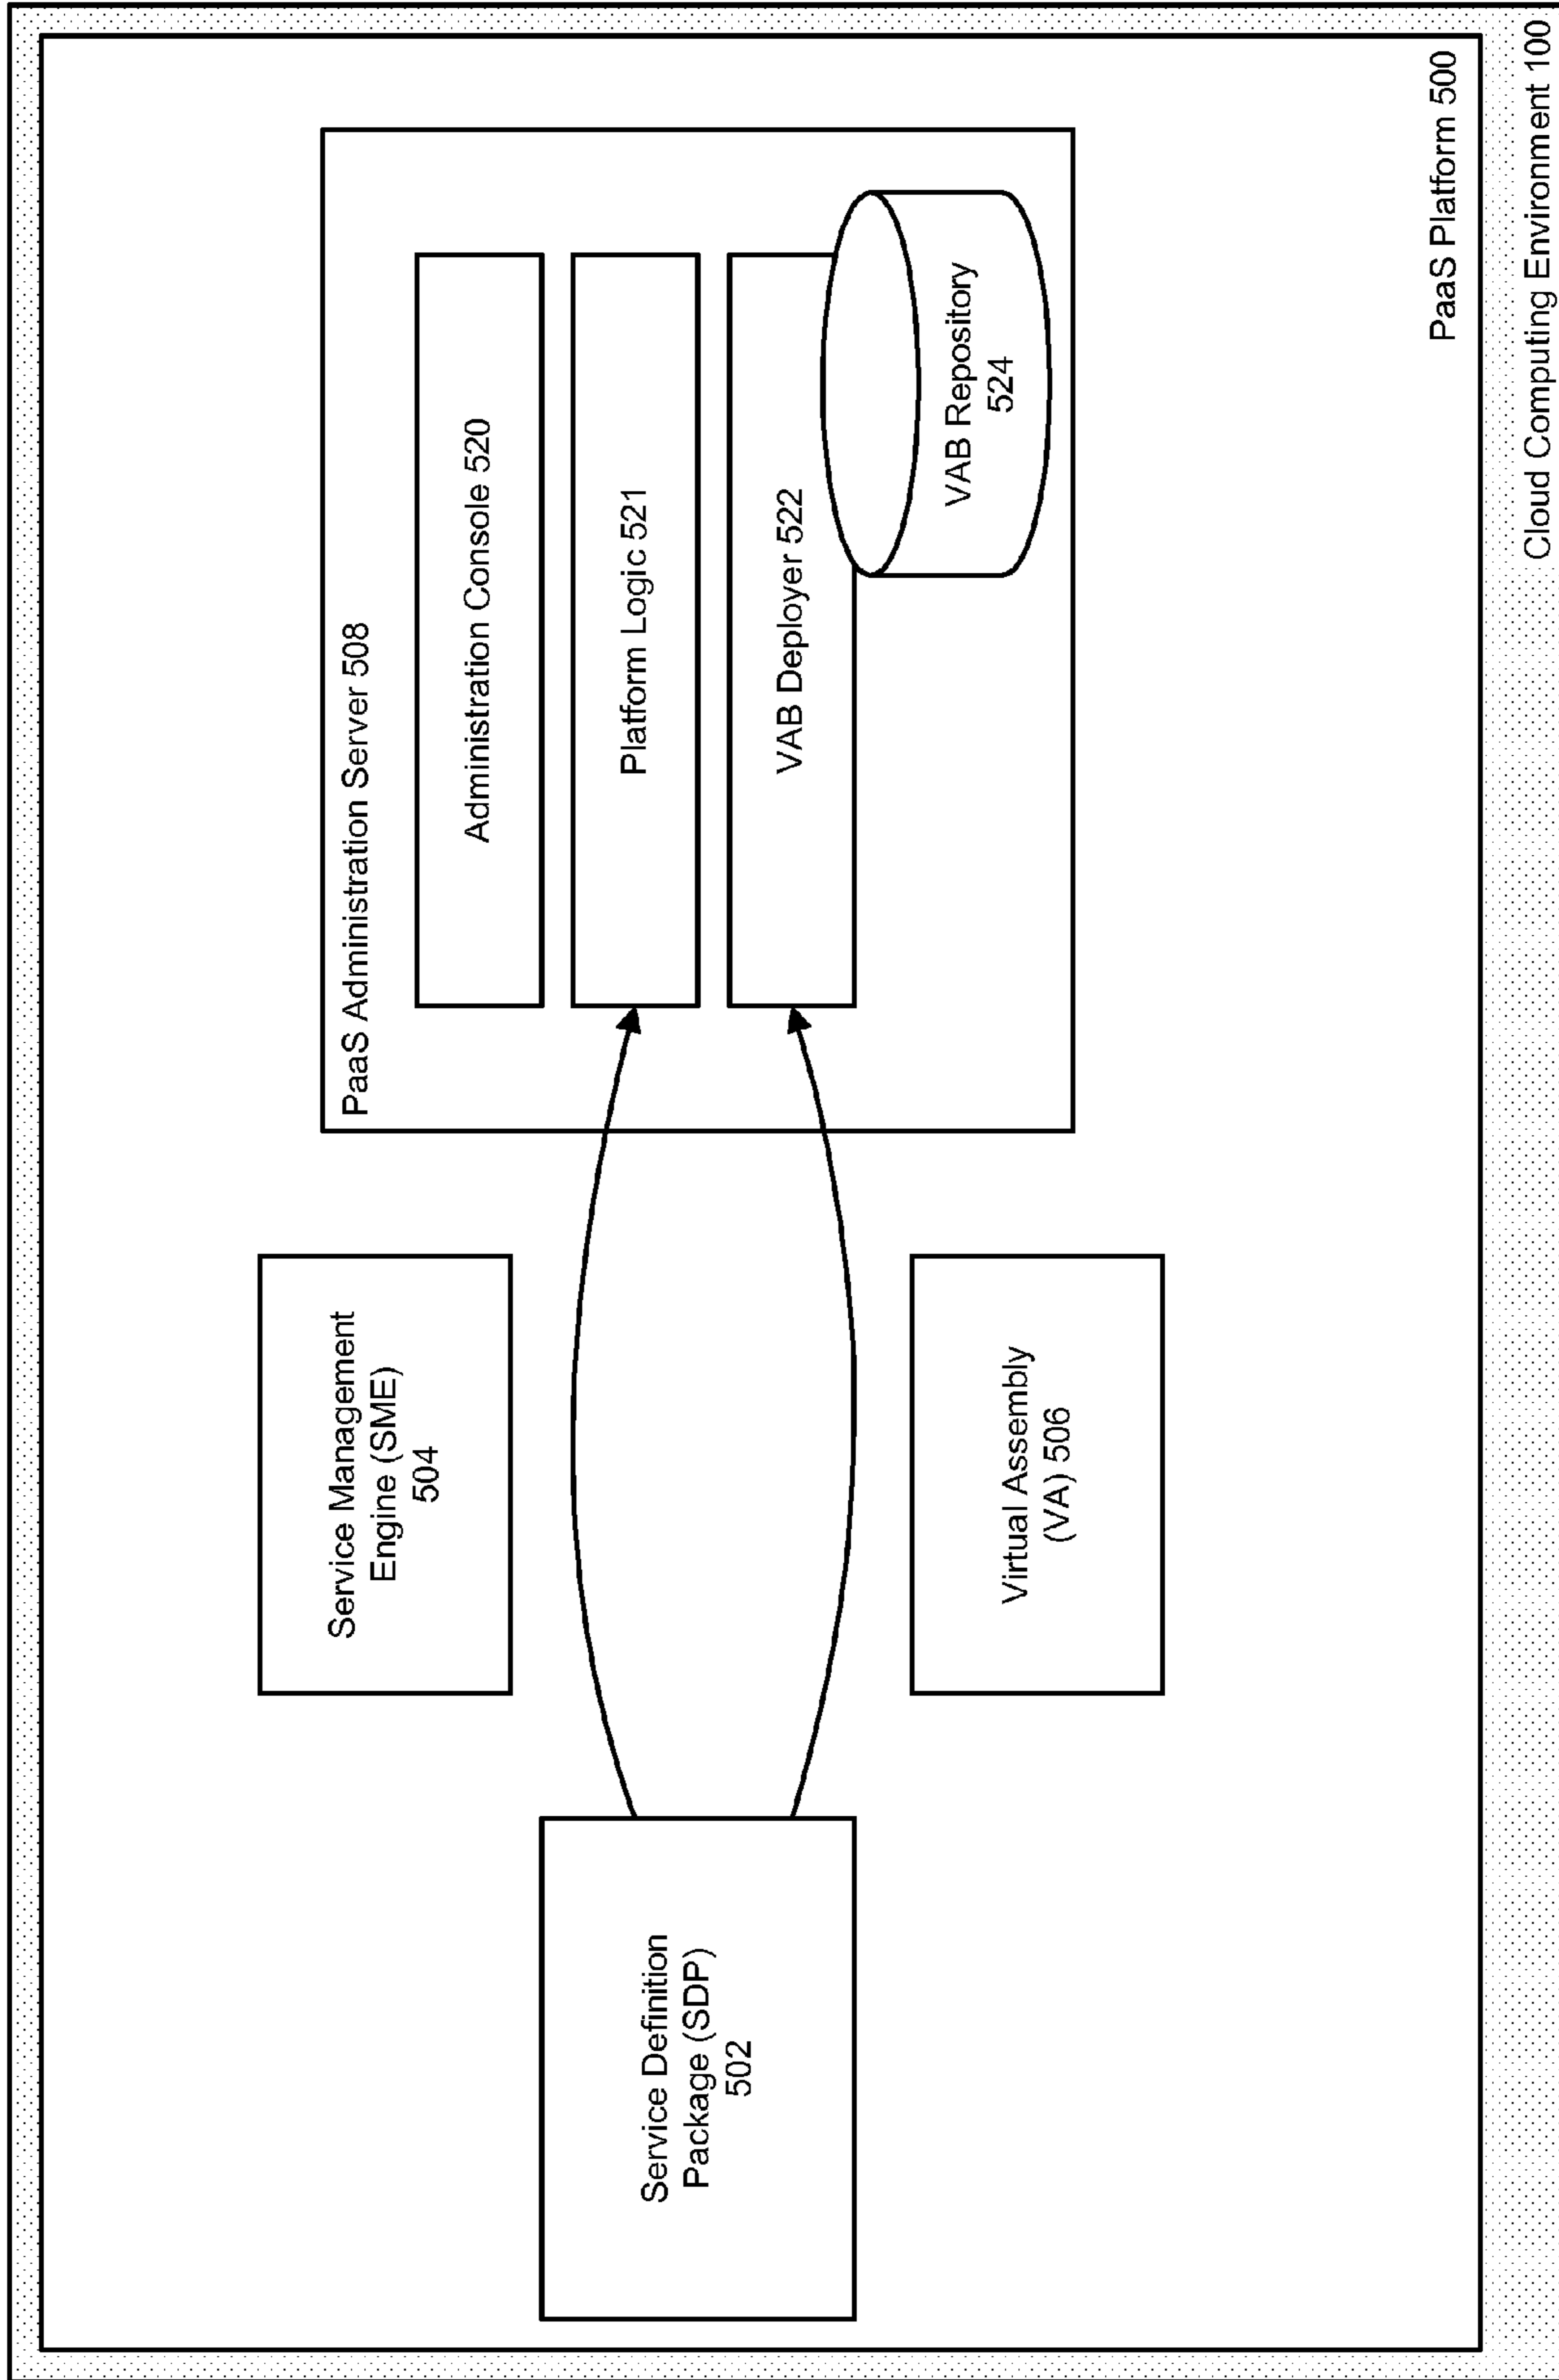 PaaS Administration Server 508
Administration Console 520
Platform Logic 521
VAB Deployer 522
VAB Repository
524
Service Management
Engine (SME)
504
Virtual Assembly
(VA) 506
Service Definition
Package (SDP)
502
PaaS Platform 500
Cloud Computing Environment 100